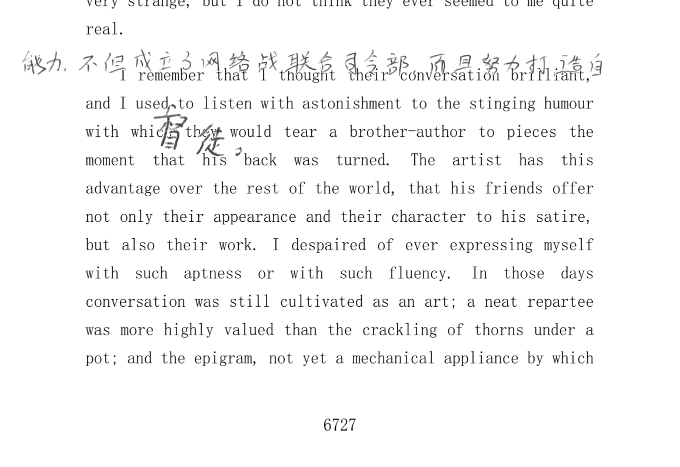 very strange, but I do not think they ever seemed to me quite
real.
能力. 不但成立了网络战联合司令部, 而且努力打造自
I remember that I thought their conversation brilliant,
and I used to listen with astonishment to the stinging humour
with which they would tear a brother-author to pieces the
督徒。
moment that his back was turned. The artist has this
advantage over the rest of the world, that his friends offer
not only their appearance and their character to his satire,
but also their work. I despaired of ever expressing myself
with such aptness or with such fluency. In those days
conversation was still cultivated as an art; a neat repartee
was more highly valued than the crackling of thorns under a
pot; and the epigram, not yet a mechanical appliance by which
6727